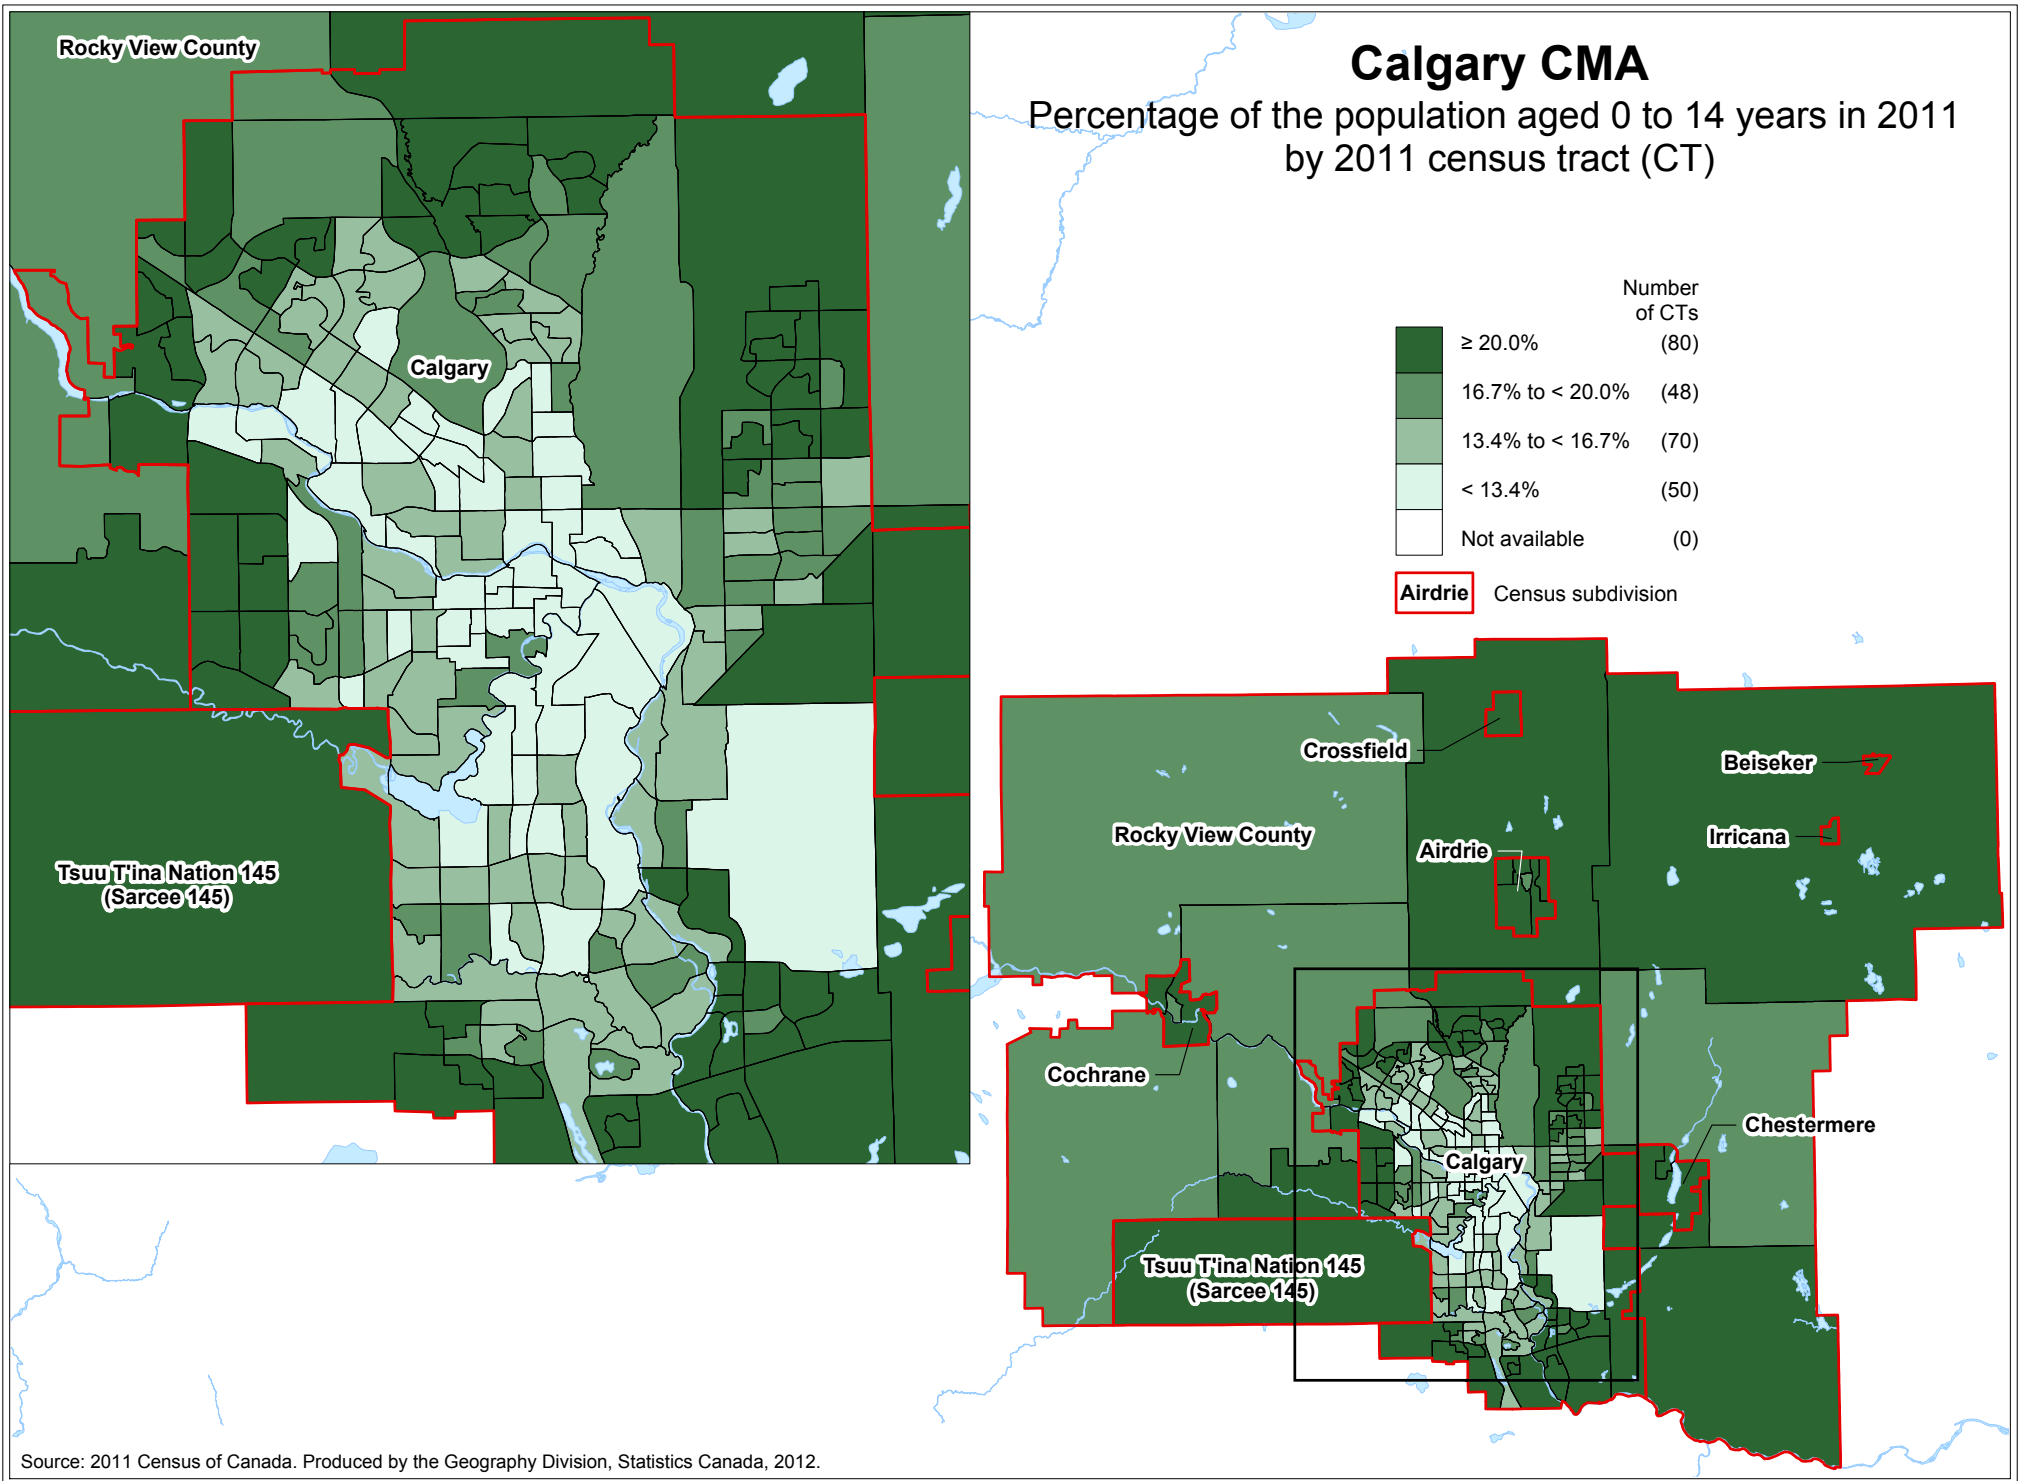 Calgary CMA
Percentage of the population aged 0 to 14 years in 2011
by 2011 census tract (CT)
Rocky View County
Calgary
Tsuu T'ina Nation 145
(Sarcee 145)
Number
of CTs
≥ 20.0% (80)
16.7% to < 20.0% (48)
13.4% to < 16.7% (70)
< 13.4% (50)
Not available (0)
Airdrie Census subdivision
Crossfield
Beiseker
Rocky View County
Airdrie
Irricana
Cochrane
Chestermere
Calgary
Tsuu T'ina Nation 145
(Sarcee 145)
Source: 2011 Census of Canada. Produced by the Geography Division, Statistics Canada, 2012.